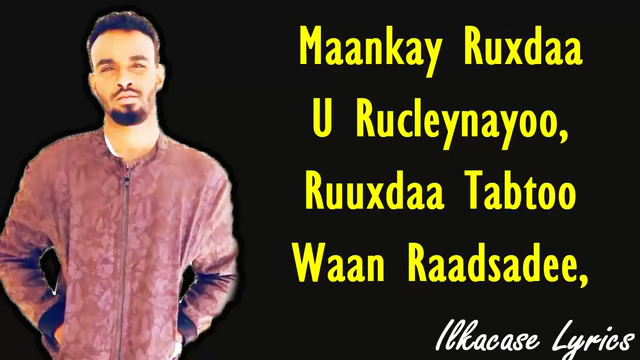 Maankay Ruxdaa
U Rucleynayoo,
Ruuxdaa Tabtoo
Waan Raadsadee,
Ilkacase Lyrics